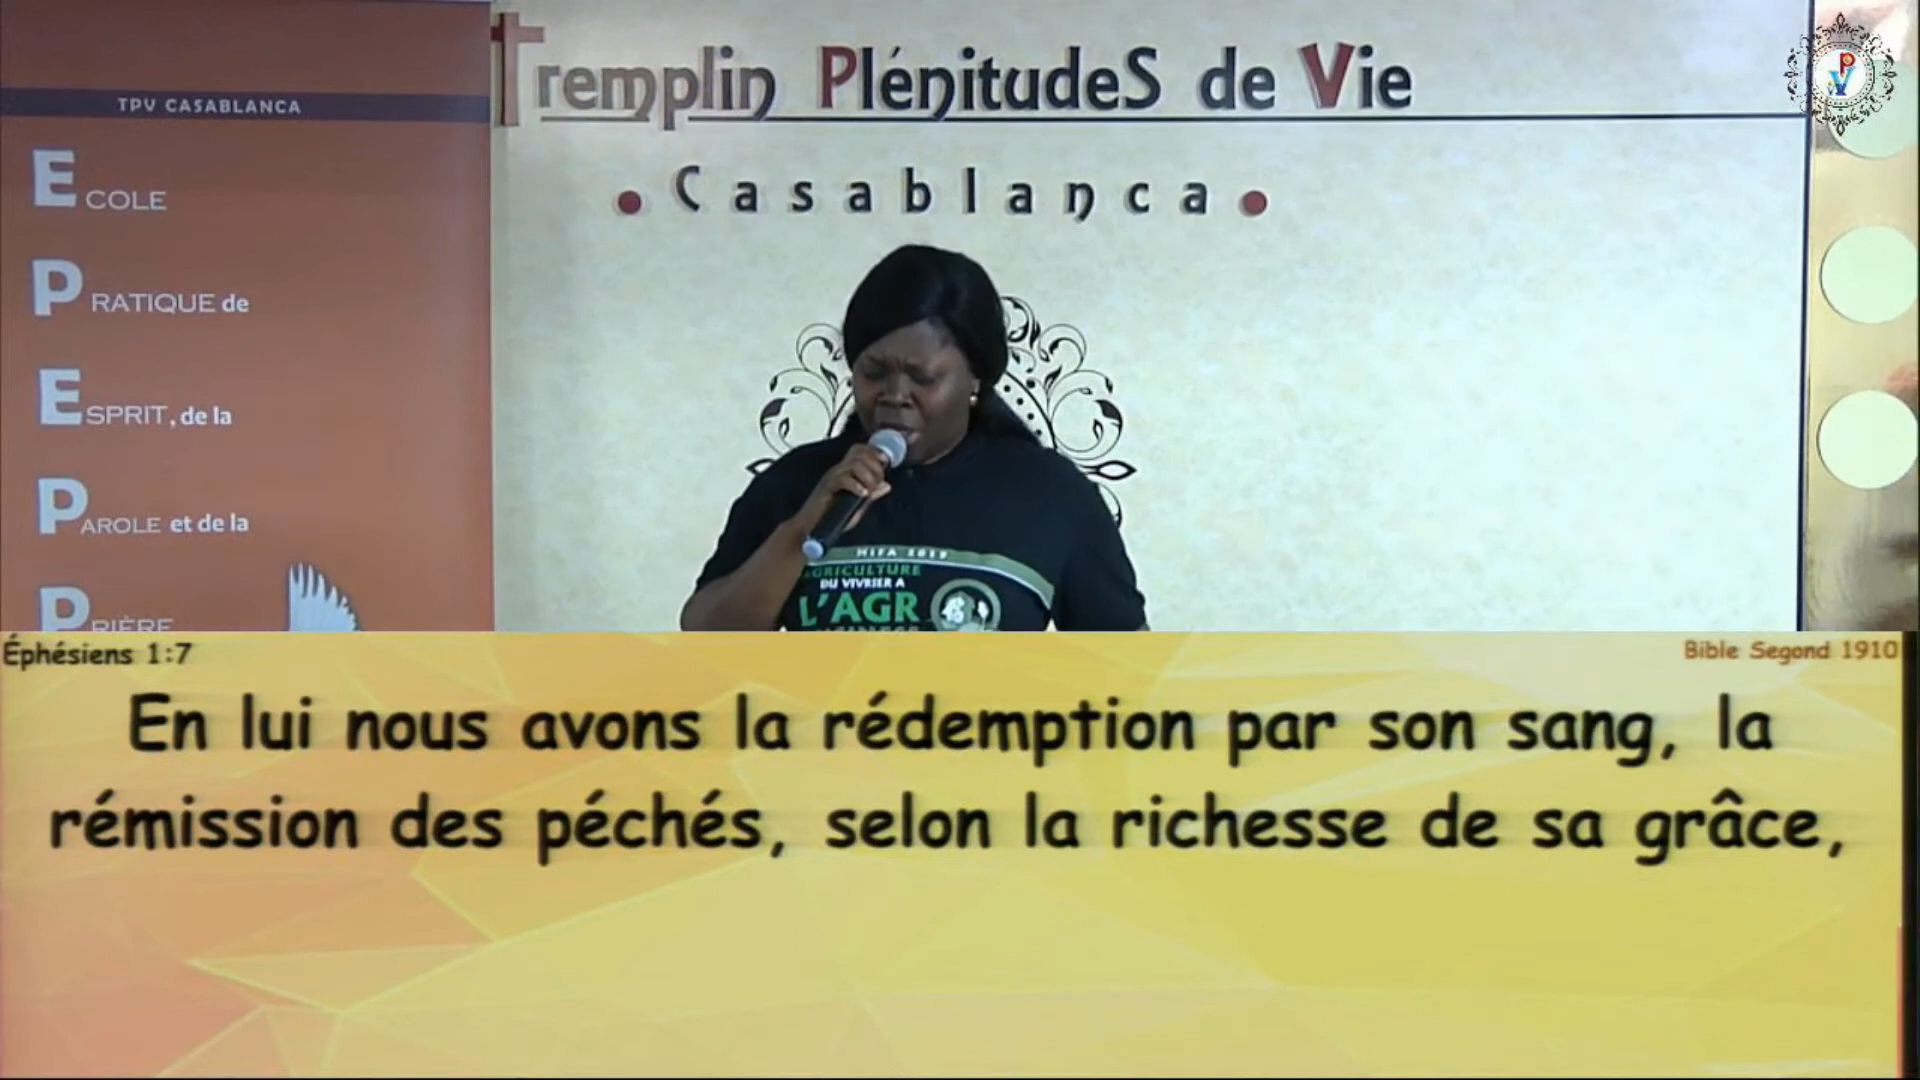 Tremplin PlénitudeS de Vie
• Casablanca •
TPV CASABLANCA
ECOLE
PRATIQUE de
ESPRIT, de la
PAROLE et de la
PRIÈRE
PV
AGRICULTURE
DU VIVRIER A
L'AGR
Éphésiens 1:7
Bible Segond 1910
En lui nous avons la rédemption par son sang, la
rémission des péchés, selon la richesse de sa grâce,